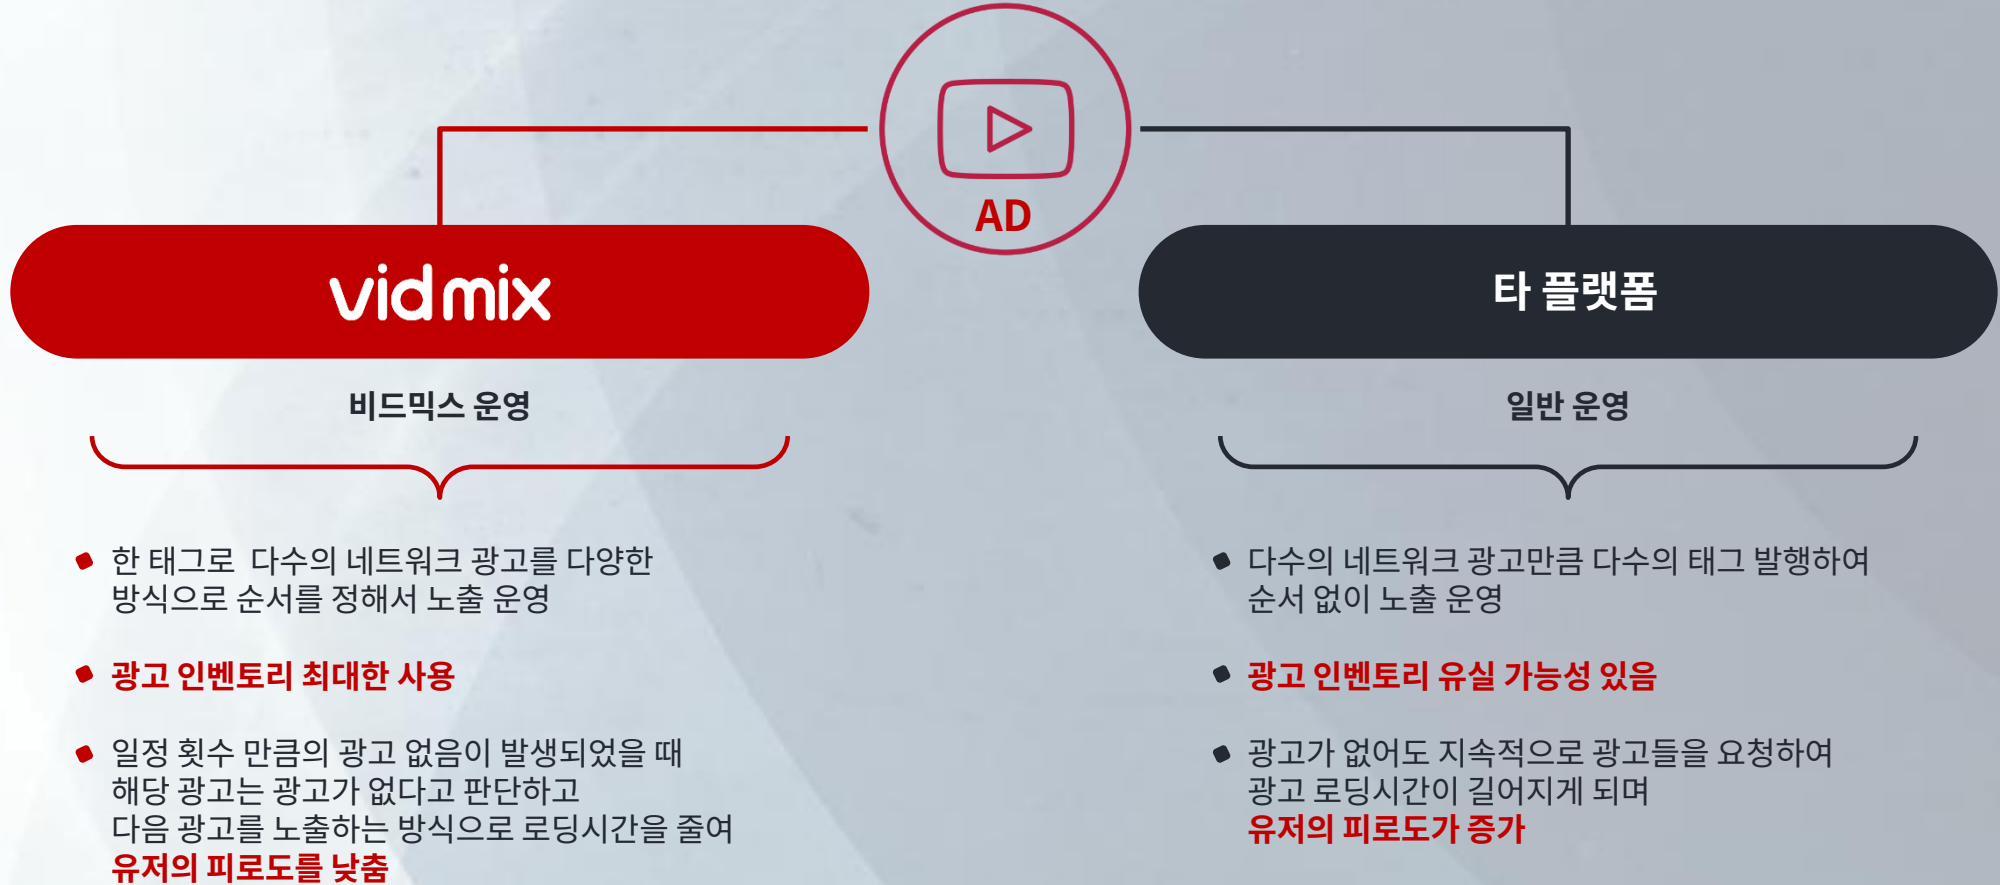 AD
vidmix
비드믹스 운영
한 태그로 다수의 네트워크 광고를 다양한
방식으로 순서를 정해서 노출 운영
광고 인벤토리 최대한 사용
일정 횟수 만큼의 광고 없음이 발생되었을 때
해당 광고는 광고가 없다고 판단하고
다음 광고를 노출하는 방식으로 로딩시간을 줄여
유저의 피로도를 낮춤
타 플랫폼
일반 운영
다수의 네트워크 광고만큼 다수의 태그 발행하여
순서 없이 노출 운영
광고 인벤토리 유실 가능성 있음
광고가 없어도 지속적으로 광고들을 요청하여
광고 로딩시간이 길어지게 되며
유저의 피로도가 증가